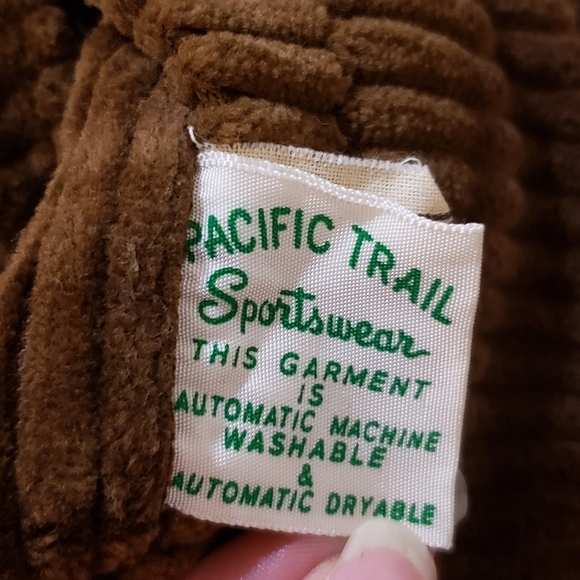 PACIFIC TRAIL
Sportswear
THIS GARMENT
IS
AUTOMATIC MACHINE
WASHABLE
&
AUTOMATIC DRYABLE